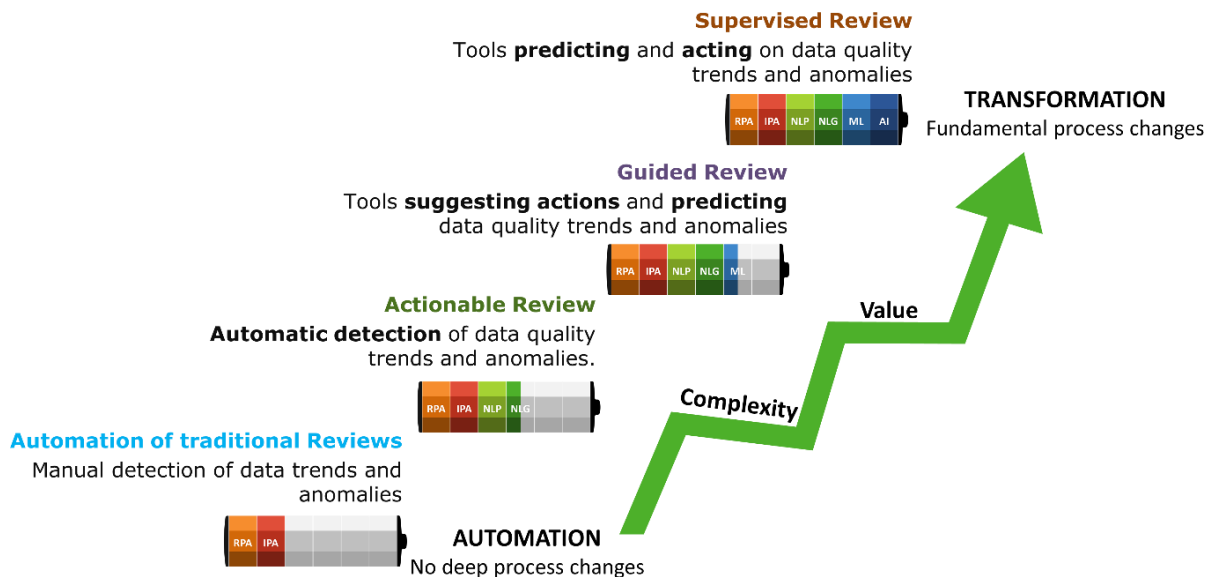 Supervised Review
Tools predicting and acting on data quality
trends and anomalies
RPA IPA NLP NLG ML AI
TRANSFORMATION
Fundamental process changes
Guided Review
Tools suggesting actions and predicting
data quality trends and anomalies
RPA IPA NLP NLG ML
Actionable Review
Automatic detection of data quality
trends and anomalies.
RPA IPA NLP NLG
Value
Complexity
Automation of traditional Reviews
Manual detection of data trends and
anomalies
RPA IPA
AUTOMATION
No deep process changes